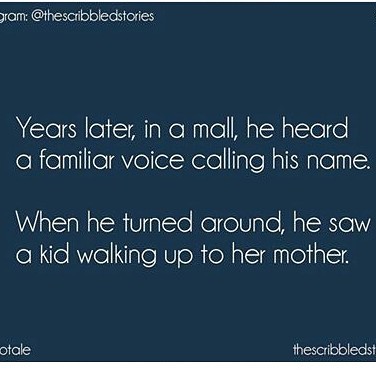 gram: @thescribbledstories
Years later, in a mall, he heard
a familiar voice calling his name.
When he turned around, he saw
a kid walking up to her mother.
otale
thescribbledst